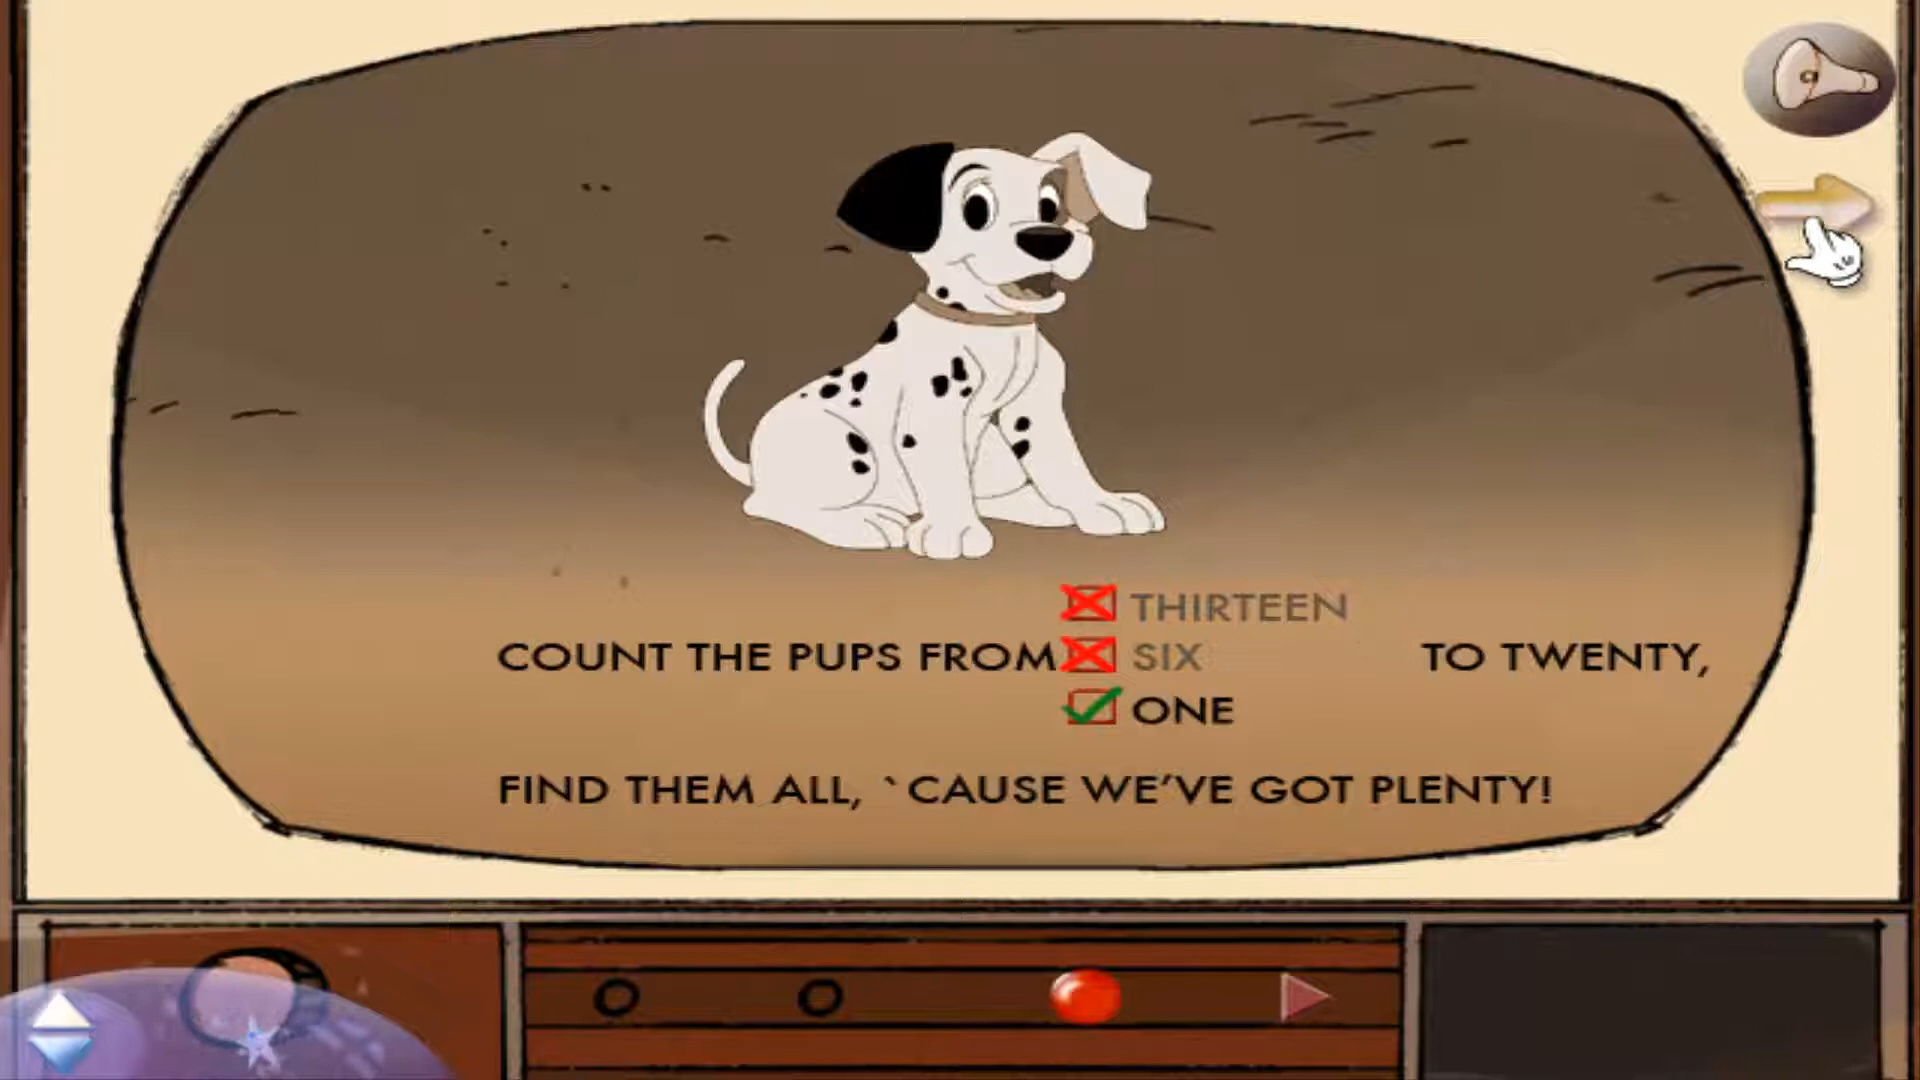 THIRTEEN
COUNT THE PUPS FROM SIX TO TWENTY,
ONE
FIND THEM ALL, `CAUSE WE'VE GOT PLENTY!